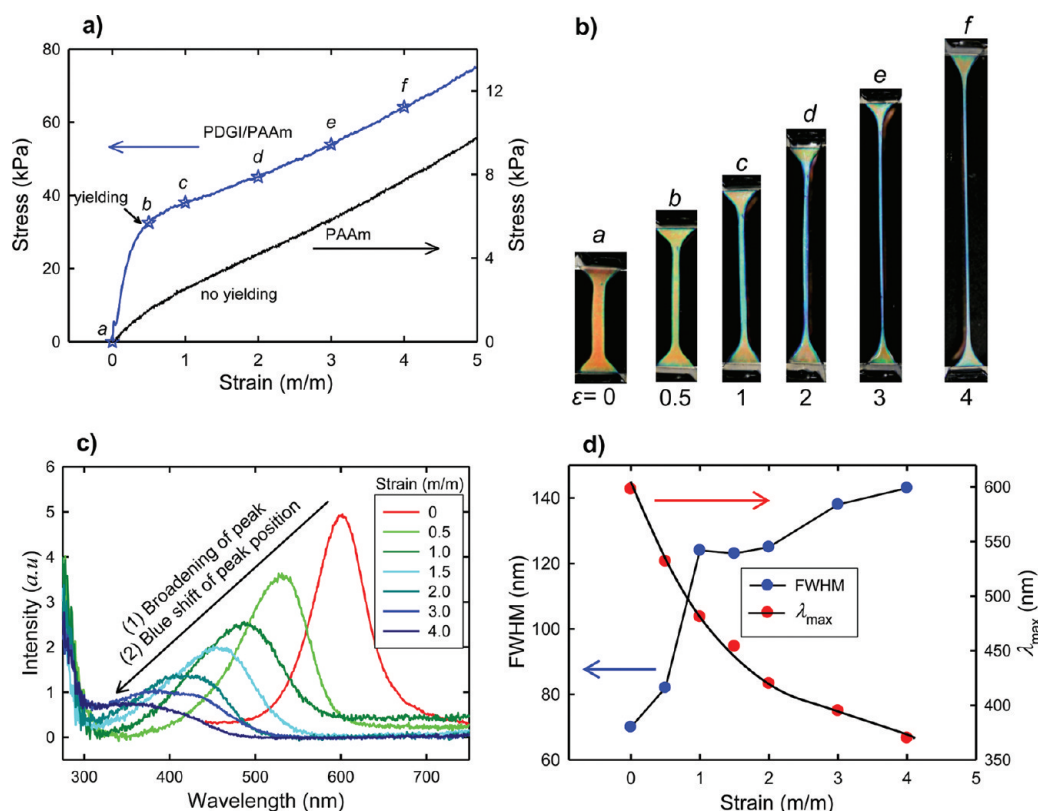 a)
80
60
40
20
0
Stress (kPa)
PDGI/PAAm
yielding
a
b
c
d
e
f
PAAm
no yielding
12
8
4
0
Stress (kPa)
0 1 2 3 4 5
Strain (m/m)
b)
a
b
c
d
e
f
ε= 0 0.5 1 2 3 4
c)
6
5
4
3
2
1
0
Intensity (a.u)
(1) Broadening of peak
(2) Blue shift of peak position
Strain (m/m)
0
0.5
1.0
1.5
2.0
3.0
4.0
300 400 500 600 700
Wavelength (nm)
d)
140
120
100
80
60
FWHM (nm)
FWHM
λmax
600
550
500
450
400
350
λmax (nm)
0 1 2 3 4 5
Strain (m/m)